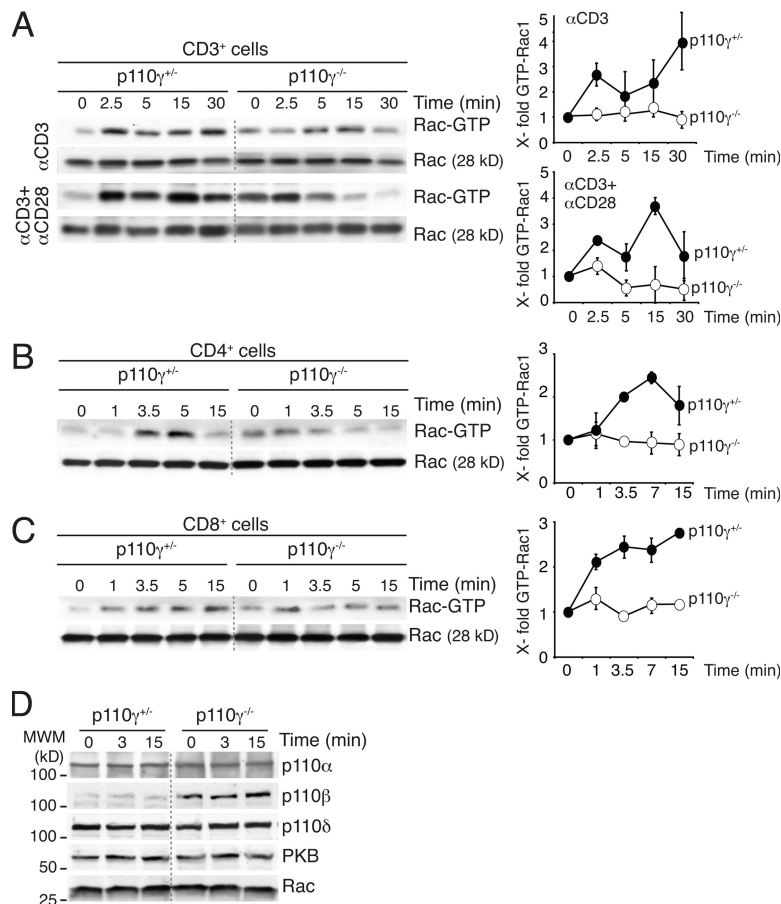 A
CD3⁺ cells
p110γ⁺/⁻ p110γ⁻/⁻
0 2.5 5 15 30 0 2.5 5 15 30 Time (min)
αCD3
Rac-GTP
Rac (28 kD)
αCD3+
αCD28
Rac-GTP
Rac (28 kD)
αCD3
X- fold GTP-Rac1
5
4
3
2
1
0
p110γ⁺/⁻
p110γ⁻/⁻
0 2.5 5 15 30 Time (min)
αCD3+
αCD28
X- fold GTP-Rac1
5
4
3
2
1
0
p110γ⁺/⁻
p110γ⁻/⁻
0 2.5 5 15 30 Time (min)
B
CD4⁺ cells
p110γ⁺/⁻ p110γ⁻/⁻
0 1 3.5 5 15 0 1 3.5 5 15 Time (min)
Rac-GTP
Rac (28 kD)
X- fold GTP-Rac1
3
2
1
0
p110γ⁺/⁻
p110γ⁻/⁻
0 1 3.5 7 15 Time (min)
C
CD8⁺ cells
p110γ⁺/⁻ p110γ⁻/⁻
0 1 3.5 5 15 0 1 3.5 5 15 Time (min)
Rac-GTP
Rac (28 kD)
X- fold GTP-Rac1
3
2
1
0
p110γ⁺/⁻
p110γ⁻/⁻
0 1 3.5 7 15 Time (min)
D
p110γ⁺/⁻ p110γ⁻/⁻
MWM
(kD)
0 3 15 0 3 15 Time (min)
100 p110α
100 p110β
100 p110δ
50 PKB
25 Rac